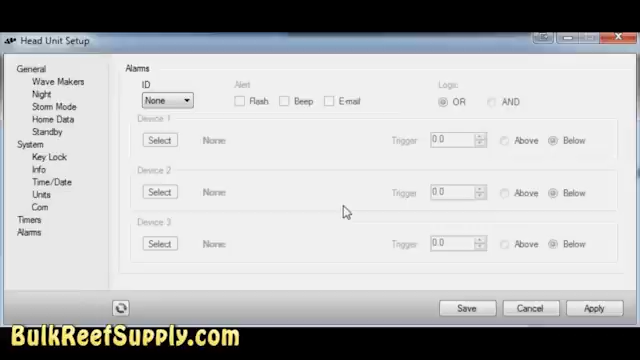 Head Unit Setup
General
Wave Makers
Night
Storm Mode
Home Data
Standby
System
Key Lock
Info
Time/Date
Units
Com
Timers
Alarms
Alarms
ID Alert Logic
None Flash Beep E-mail OR AND
Device 1
Select None Trigger 0.0 Above Below
Device 2
Select None Trigger 0.0 Above Below
Device 3
Select None Trigger 0.0 Above Below
Save Cancel Apply
BulkReefSupply.com